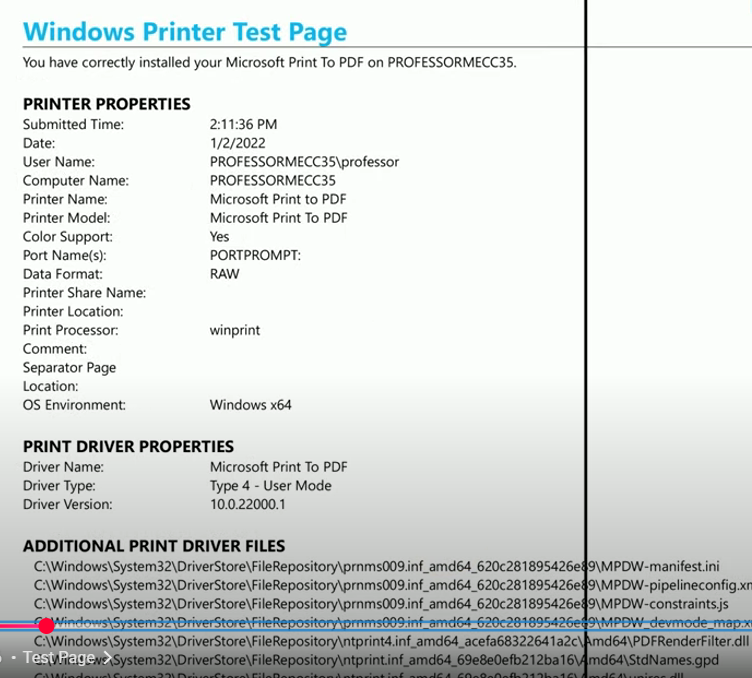 Windows Printer Test Page
You have correctly installed your Microsoft Print To PDF on PROFESSORMECC35.
PRINTER PROPERTIES
Submitted Time: 2:11:36 PM
Date: 1/2/2022
User Name: PROFESSORMECC35\professor
Computer Name: PROFESSORMECC35
Printer Name: Microsoft Print to PDF
Printer Model: Microsoft Print To PDF
Color Support: Yes
Port Name(s): PORTPROMPT:
Data Format: RAW
Printer Share Name:
Printer Location:
Print Processor: winprint
Comment:
Separator Page
Location:
OS Environment: Windows x64
PRINT DRIVER PROPERTIES
Driver Name: Microsoft Print To PDF
Driver Type: Type 4 - User Mode
Driver Version: 10.0.22000.1
ADDITIONAL PRINT DRIVER FILES
C:\Windows\System32\DriverStore\FileRepository\prnms009.inf_amd64_620c281895426e89\MPDW-manifest.ini
C:\Windows\System32\DriverStore\FileRepository\prnms009.inf_amd64_620c281895426e89\MPDW-pipelineconfig.xm
C:\Windows\System32\DriverStore\FileRepository\prnms009.inf_amd64_620c281895426e89\MPDW-constraints.js
C:\Windows\System32\DriverStore\FileRepository\prnms009.inf_amd64_620c281895426e89\MPDW_devmode_map.x
C:\Windows\System32\DriverStore\FileRepository\ntprint4.inf_amd64_acefa68322641a2c\Amd64\PDFRenderFilter.dll
C:\Windows\System32\DriverStore\FileRepository\ntprint.inf_amd64_69e8e0efb212ba16\Amd64\StdNames.gpd
• Test Page >